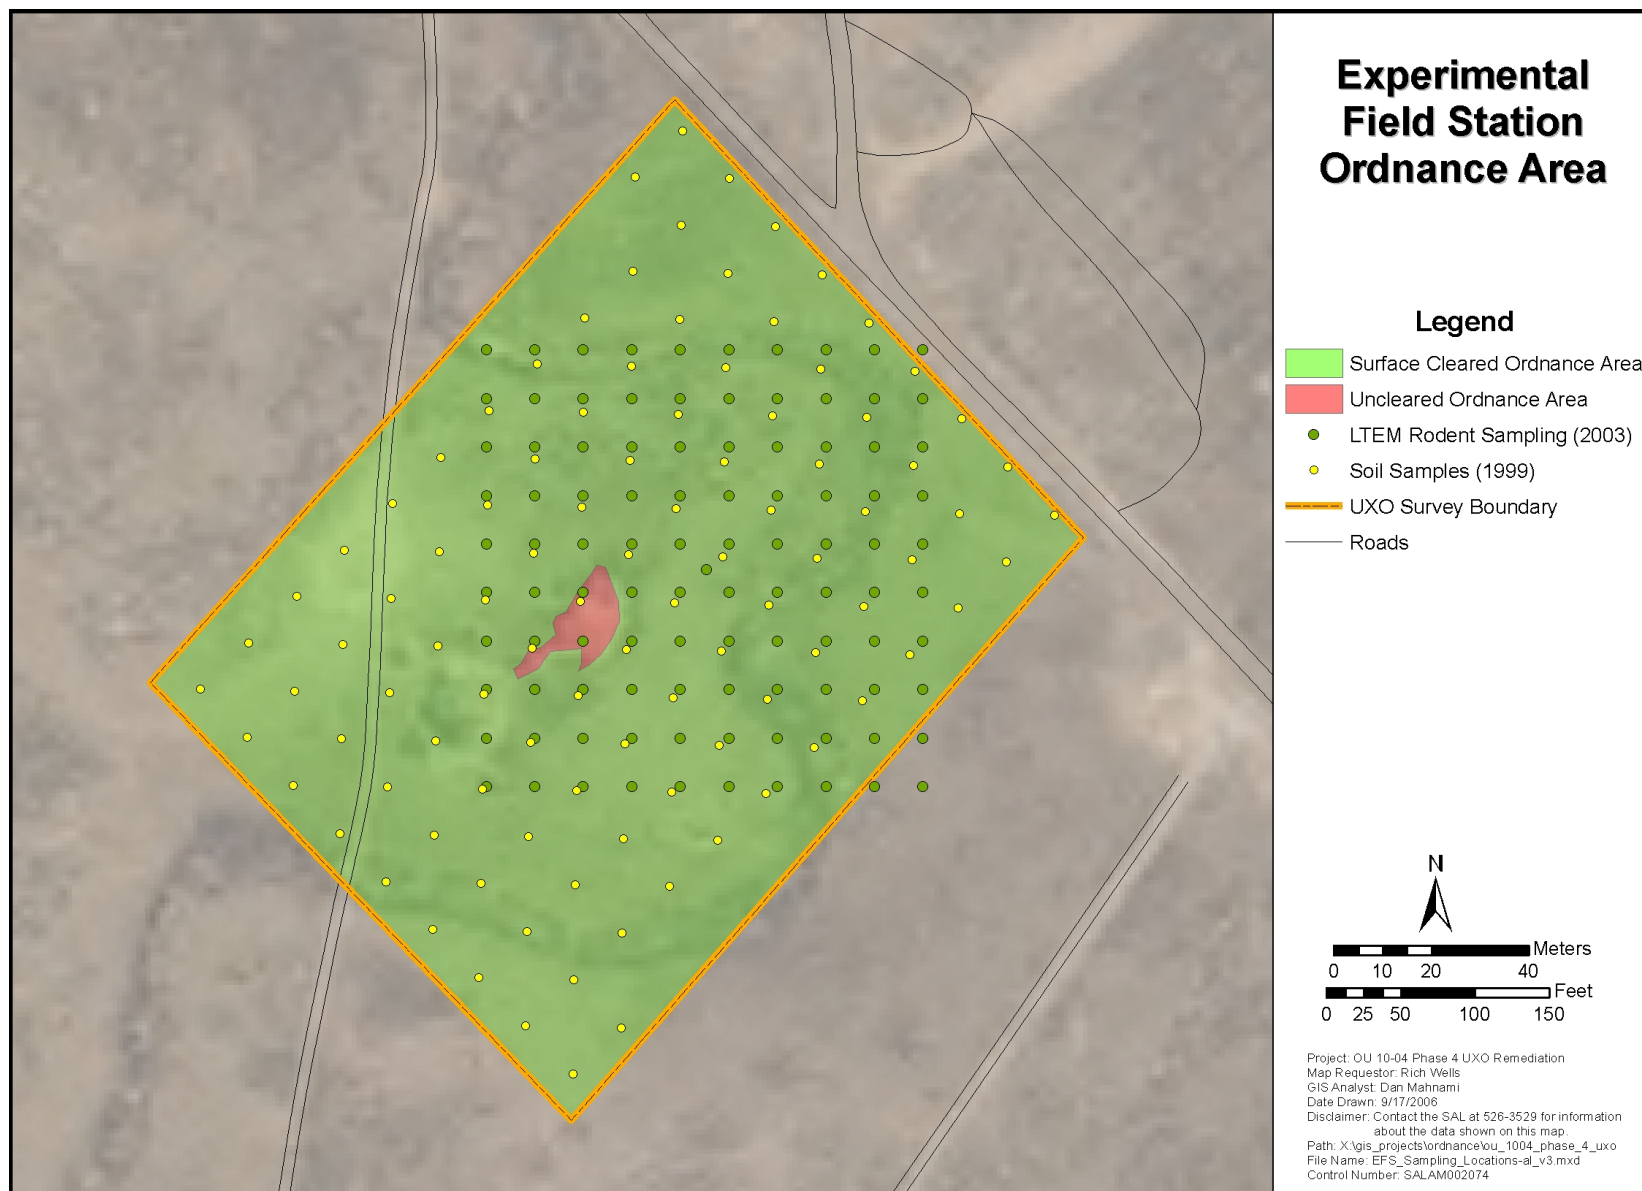 Experimental
Field Station
Ordnance Area
Legend
Surface Cleared Ordnance Area
Uncleared Ordnance Area
LTEM Rodent Sampling (2003)
Soil Samples (1999)
UXO Survey Boundary
Roads
N
Meters
0 10 20 40
Feet
0 25 50 100 150
Project: OU 10-04 Phase 4 UXO Remediation
Map Requestor: Rich Wells
GIS Analyst: Dan Mahnami
Date Drawn: 9/17/2006
Disclaimer: Contact the SAL at 526-3529 for information
about the data shown on this map.
Path: X:\gis_projects\ordnance\ou_1004_phase_4_uxo
File Name: EFS_Sampling_Locations-al_v3.mxd
Control Number: SALAM002074